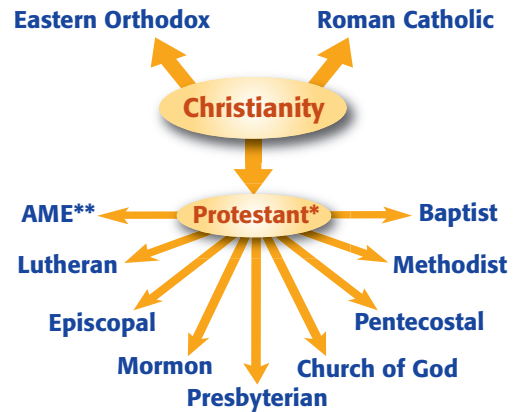 Eastern Orthodox
Roman Catholic
Christianity
AME**
Protestant*
Baptist
Lutheran
Methodist
Episcopal
Pentecostal
Mormon
Church of God
Presbyterian